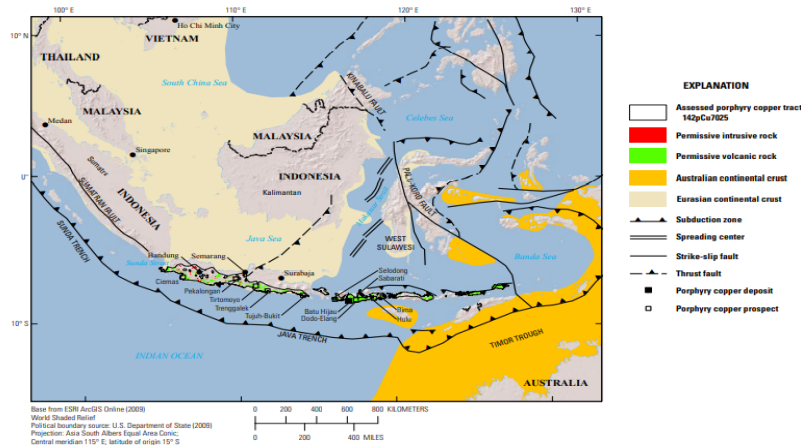 100° E
110° E
120° E
130° E
10°N
0°
10°S
Ho Chi Minh City
VIETNAM
THAILAND
South China Sea
KINABALU FAULT
MALAYSIA
Medan
Celebes Sea
Singapore
MALAYSIA
Sumatra
INDONESIA
Kalimantan
INDONESIA
SUMATRAN FAULT
PALU-KORO FAULT
SUNDA TRENCH
Java Sea
WEST
SULAWESI
Banda Sea
Bandung
Semarang
Surabaja
Selodong
Sabarati
Ciemas
Pekalongan
Tirtomoyo
Trenggalek
Tujuh-Bukit
Batu Hijau
Dodo-Elang
Bima
Hulu
JAVA TRENCH
TIMOR TROUGH
INDIAN OCEAN
AUSTRALIA
EXPLANATION
Assessed porphyry copper tract
142pCu7025
Permissive intrusive rock
Permissive volcanic rock
Australian continental crust
Eurasian continental crust
Subduction zone
Spreading center
Strike-slip fault
Thrust fault
Porphyry copper deposit
Porphyry copper prospect
Base from ESRI ArcGIS Online (2009)
World Shaded Relief
Political boundary source: U.S. Department of State (2009)
Projection: Asia South Albers Equal Area Conic;
Central meridian 115° E; latitude of origin 15° S
0 200 400 600 800 KILOMETERS
0 200 400 MILES